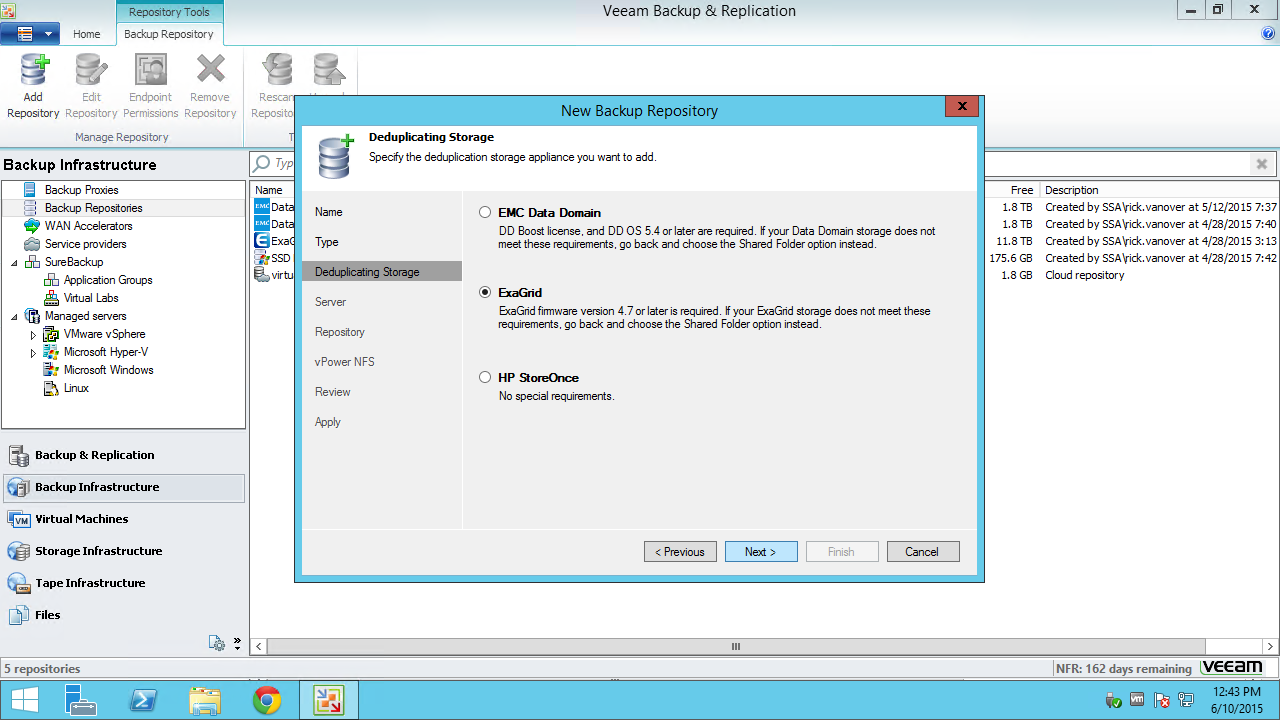 Repository Tools
Veeam Backup & Replication
Home
Backup Repository
Add
Repository
Edit
Repository
Endpoint
Permissions
Remove
Repository
Rescan
Manage Repository
New Backup Repository
Deduplicating Storage
Specify the deduplication storage appliance you want to add.
Name
Type
Deduplicating Storage
Server
Repository
vPower NFS
Review
Apply
EMC Data Domain
DD Boost license, and DD OS 5.4 or later are required. If your Data Domain storage does not
meet these requirements, go back and choose the Shared Folder option instead.
ExaGrid
ExaGrid firmware version 4.7 or later is required. If your ExaGrid storage does not meet these
requirements, go back and choose the Shared Folder option instead.
HP StoreOnce
No special requirements.
< Previous
Next >
Finish
Cancel
Backup Infrastructure
Backup Proxies
Backup Repositories
WAN Accelerators
Service providers
SureBackup
Application Groups
Virtual Labs
Managed servers
VMware vSphere
Microsoft Hyper-V
Microsoft Windows
Linux
Backup & Replication
Backup Infrastructure
Virtual Machines
Storage Infrastructure
Tape Infrastructure
Files
Name
EMC Data
EMC Data
ExaG
SSD
virtu
Free Description
1.8 TB Created by SSA\rick.vanover at 5/12/2015 7:37
1.8 TB Created by SSA\rick.vanover at 4/28/2015 7:40
11.8 TB Created by SSA\rick.vanover at 4/28/2015 3:13
175.6 GB Created by SSA\rick.vanover at 4/28/2015 7:42
1.8 GB Cloud repository
5 repositories
NFR: 162 days remaining
veeam
12:43 PM
6/10/2015